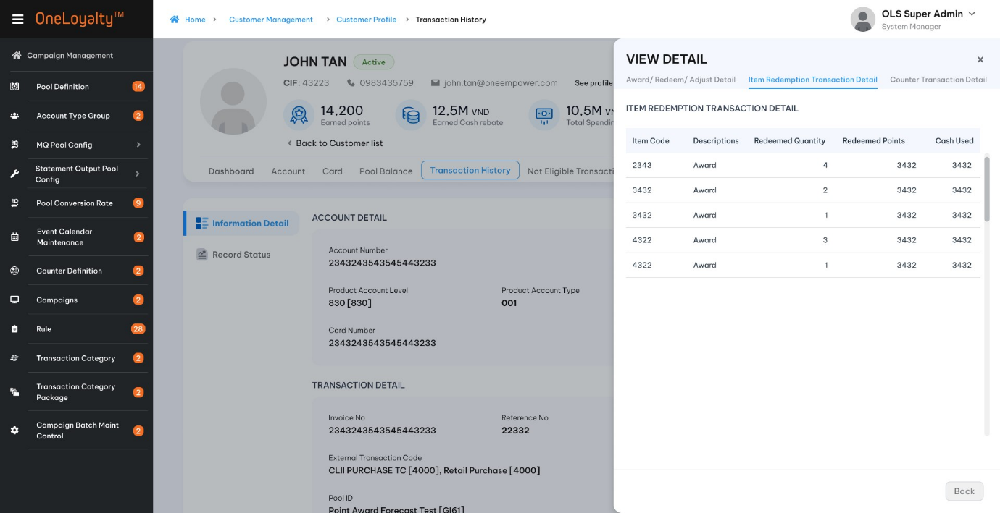 OneLoyalty™
Home > Customer Management > Customer Profile > Transaction History
OLS Super Admin
System Manager
Campaign Management
Pool Definition 14
Account Type Group 2
MQ Pool Config
Statement Output Pool
Config
Pool Conversion Rate 9
Event Calendar
Maintenance 2
Counter Definition 2
Campaigns 2
Rule 28
Transaction Category 2
Transaction Category
Package 2
Campaign Batch Maint
Control 2
JOHN TAN Active
CIF: 43223 0983435759 john.tan@oneempower.com See profile
14,200
Earned points
12,5M VND
Earned Cash rebate
10,5M
Total
< Back to Customer list
Dashboard Account Card Pool Balance Transaction History Not Eligible
Information Detail
Record Status
ACCOUNT DETAIL
Account Number
2343243543545443233
Product Account Level Product Account Type
830 [830] 001
Card Number
2343243543545443233
TRANSACTION DETAIL
Invoice No Reference No
2343243543545443233 22332
External Transaction Code
CLII PURCHASE TC [4000], Retail Purchase [4000]
Pool ID
Point Award Forecast Test [GI61]
VIEW DETAIL ×
Award/ Redeem/ Adjust Detail Item Redemption Transaction Detail Counter Transaction Detail
ITEM REDEMPTION TRANSACTION DETAIL
Item Code Descriptions Redeemed Quantity Redeemed Points Cash Used
2343 Award 4 3432 3432
3432 Award 2 3432 3432
3432 Award 1 3432 3432
4322 Award 3 3432 3432
4322 Award 1 3432 3432
Back